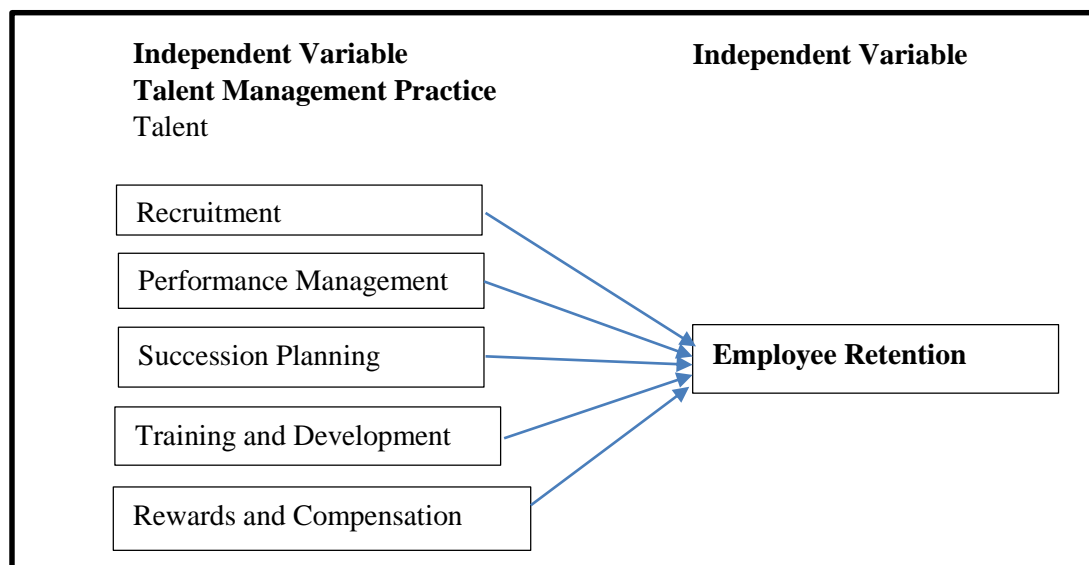 Independent Variable
Talent Management Practice
Talent
Independent Variable
Recruitment
Performance Management
Succession Planning
Training and Development
Rewards and Compensation
Employee Retention